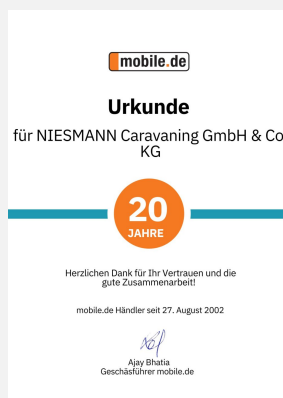 mobile.de
Urkunde
für NIESMANN Caravaning GmbH & Co
KG
20
JAHRE
Herzlichen Dank für Ihr Vertrauen und die
gute Zusammenarbeit!
mobile.de Händler seit 27. August 2002
Ajay Bhatia
Geschäsführer mobile.de